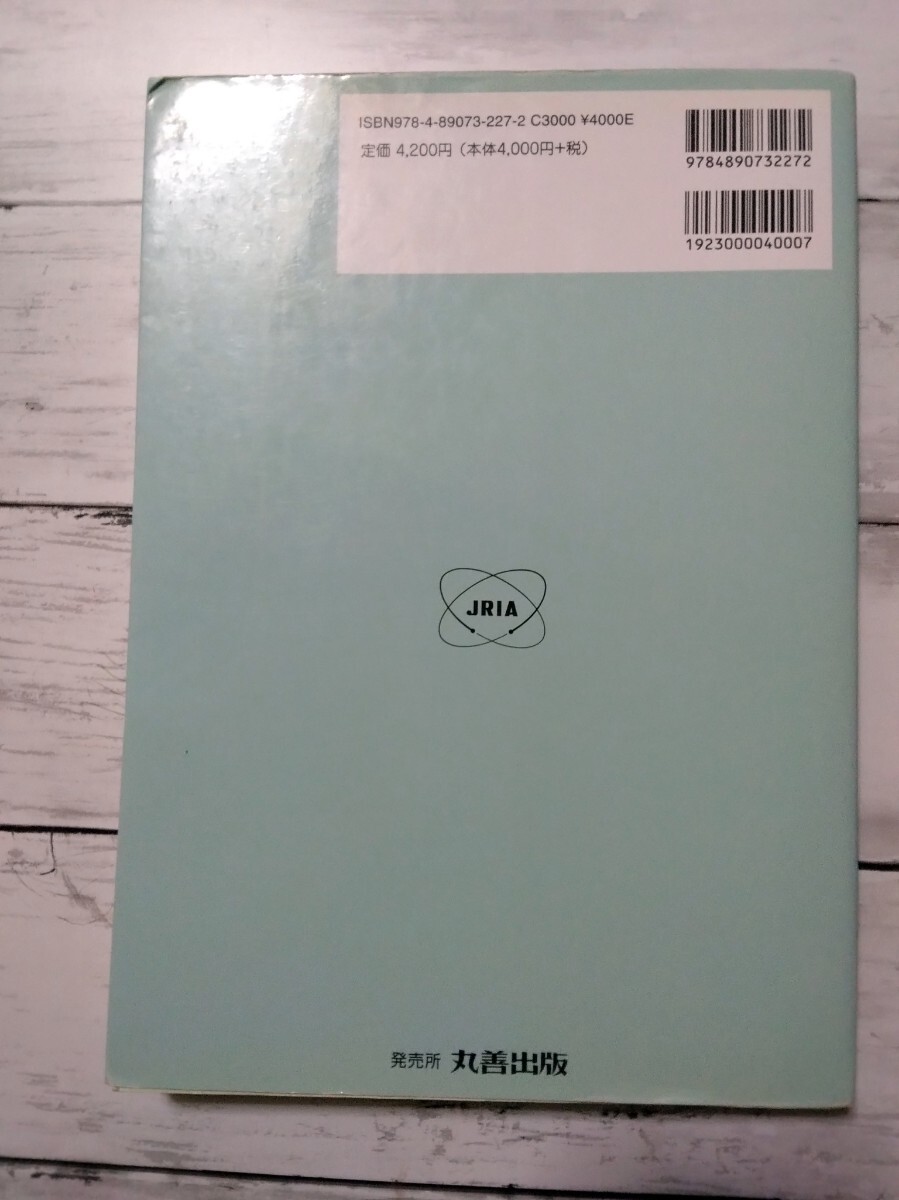 ISBN978-4-89073-227-2 C3000 ¥4000E
定価 4,200円（本体4,000円+税）
9784890732272
1923000040007
JRIA
発売所 丸善出版